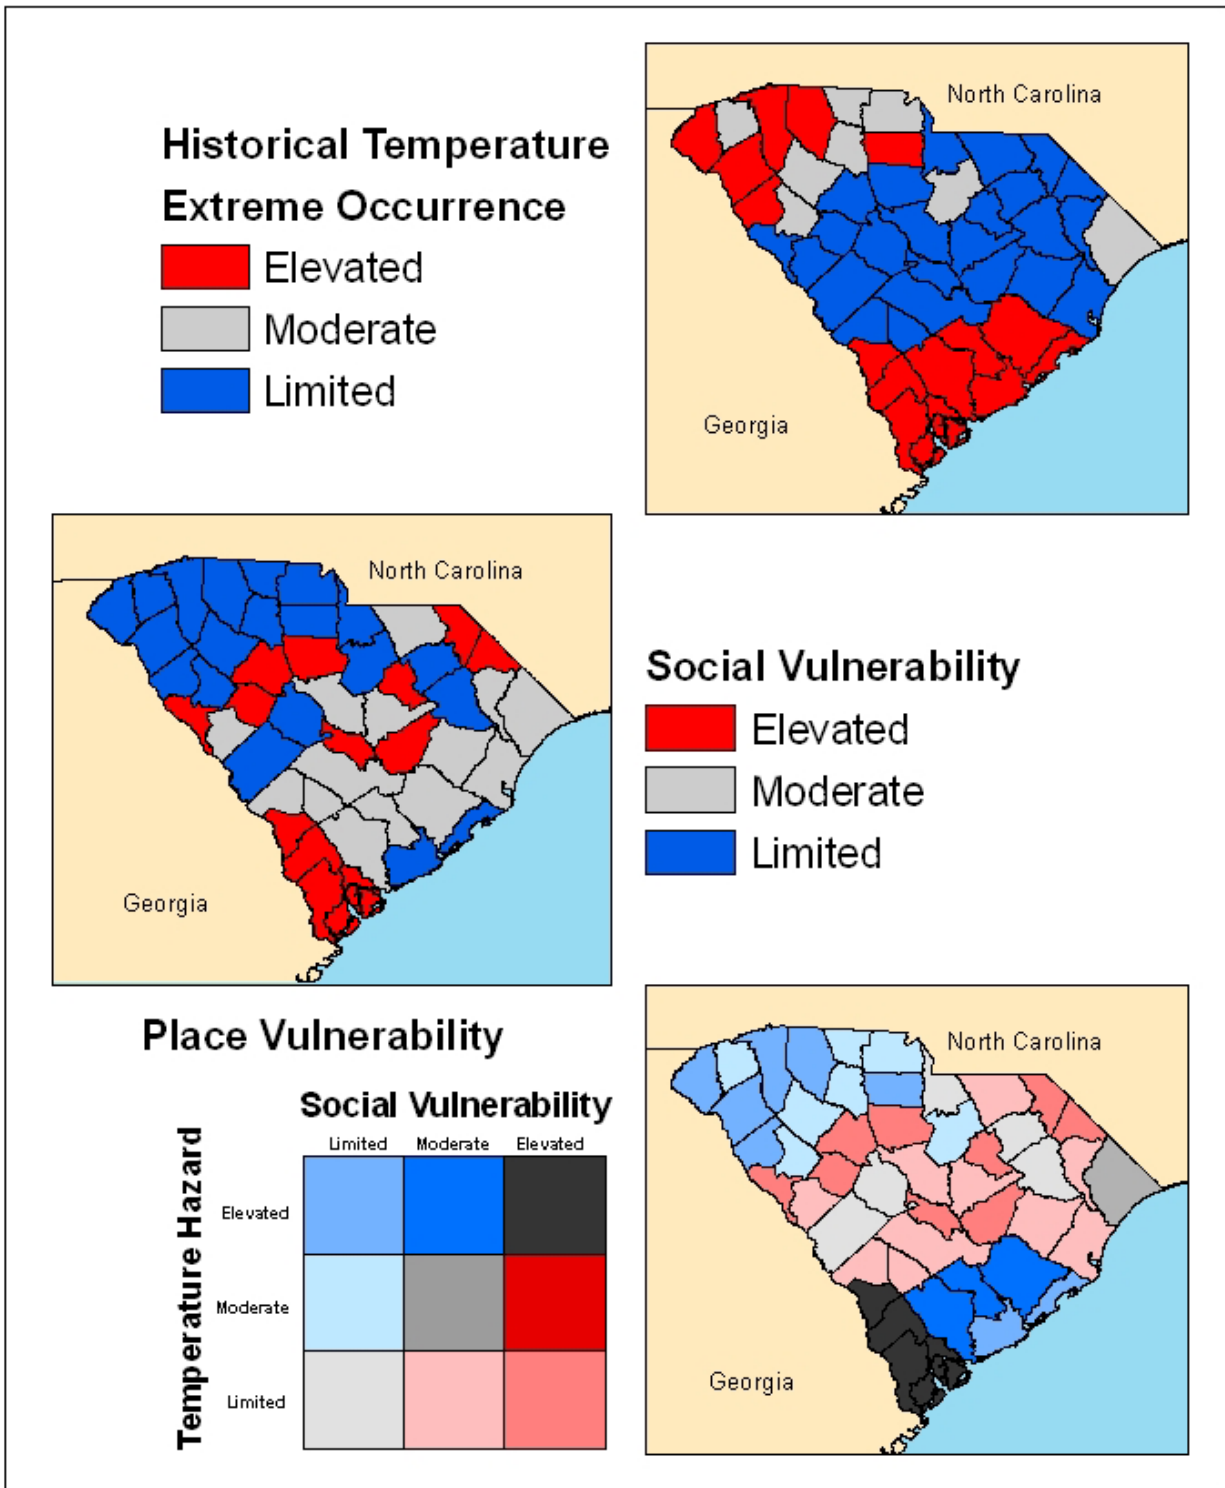 Historical Temperature
Extreme Occurrence
Elevated
Moderate
Limited
North Carolina
Georgia
North Carolina
Georgia
Social Vulnerability
Elevated
Moderate
Limited
Place Vulnerability
Social Vulnerability
Limited Moderate Elevated
Temperature Hazard
Elevated
Moderate
Limited
North Carolina
Georgia